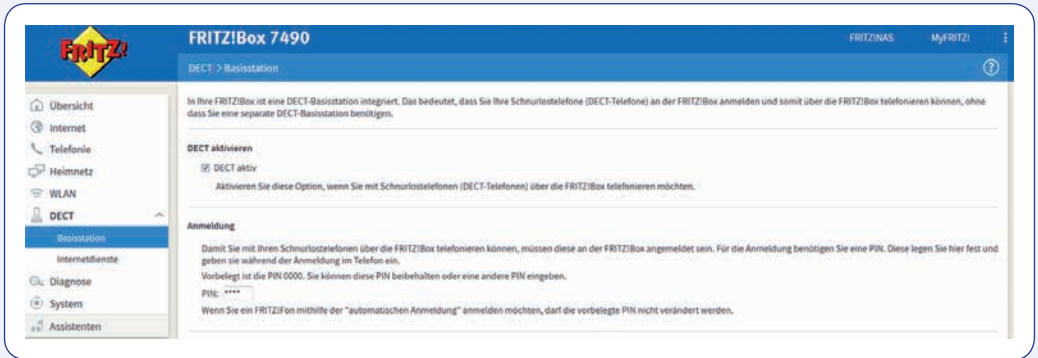 FRITZ!
FRITZ!Box 7490
FRITZ!NAS
MyFRITZ!
DECT > Basisstation
?
Übersicht
Internet
Telefonie
Heimnetz
WLAN
DECT
Basisstation
Internetdienste
Diagnose
System
Assistenten
In Ihre FRITZ!Box ist eine DECT-Basisstation integriert. Das bedeutet, dass Sie Ihre Schnurlostelefone (DECT-Telefone) an der FRITZ!Box anmelden und somit über die FRITZ!Box telefonieren können, ohne
dass Sie eine separate DECT-Basisstation benötigen.
DECT aktivieren
DECT aktiv
Aktivieren Sie diese Option, wenn Sie mit Schnurlostelefonen (DECT-Telefonen) über die FRITZ!Box telefonieren möchten.
Anmeldung
Damit Sie mit Ihren Schnurlostelefonen über die FRITZ!Box telefonieren können, müssen diese an der FRITZ!Box angemeldet sein. Für die Anmeldung benötigen Sie eine PIN. Diese legen Sie hier fest und
geben sie während der Anmeldung im Telefon ein.
Vorbelegt ist die PIN 0000. Sie können diese PIN beibehalten oder eine andere PIN eingeben.
PIN: ****
Wenn Sie ein FRITZ!Fon mithilfe der "automatischen Anmeldung" anmelden möchten, darf die vorbelegte PIN nicht verändert werden.